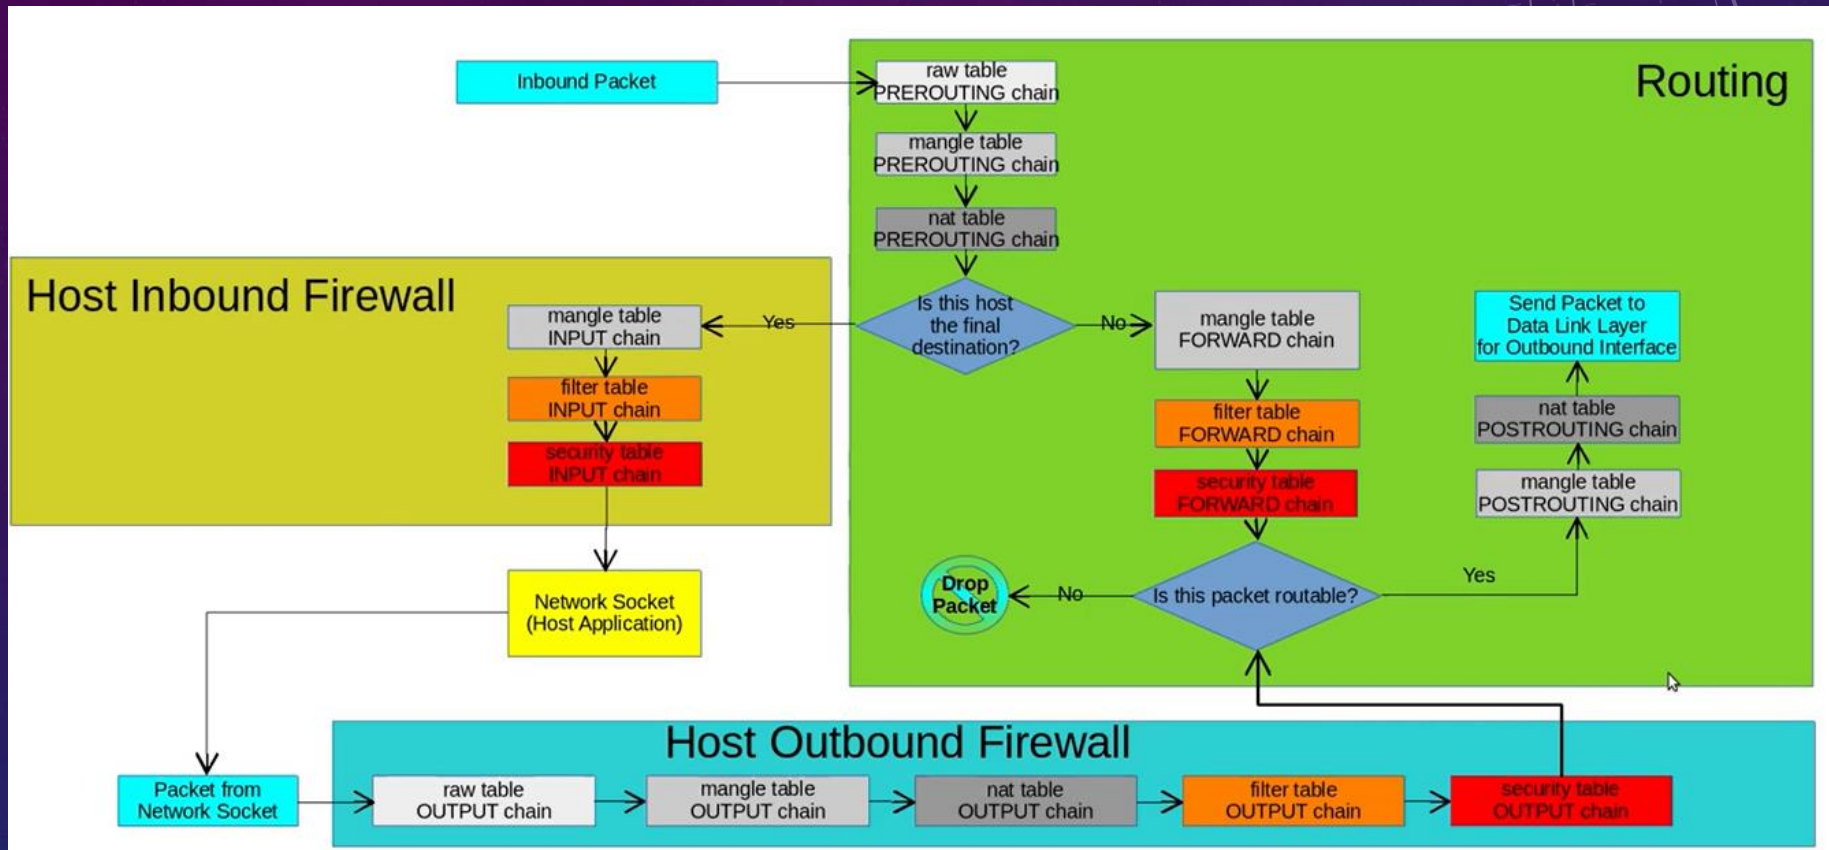 Inbound Packet
raw table
PREROUTING chain
Routing
mangle table
PREROUTING chain
nat table
PREROUTING chain
Host Inbound Firewall
mangle table
INPUT chain
Yes
Is this host
the final
destination?
No
mangle table
FORWARD chain
Send Packet to
Data Link Layer
for Outbound Interface
filter table
INPUT chain
filter table
FORWARD chain
nat table
POSTROUTING chain
security table
INPUT chain
security table
FORWARD chain
mangle table
POSTROUTING chain
Network Socket
(Host Application)
Drop
Packet
No
Is this packet routable?
Yes
Host Outbound Firewall
Packet from
Network Socket
raw table
OUTPUT chain
mangle table
OUTPUT chain
nat table
OUTPUT chain
filter table
OUTPUT chain
security table
OUTPUT chain